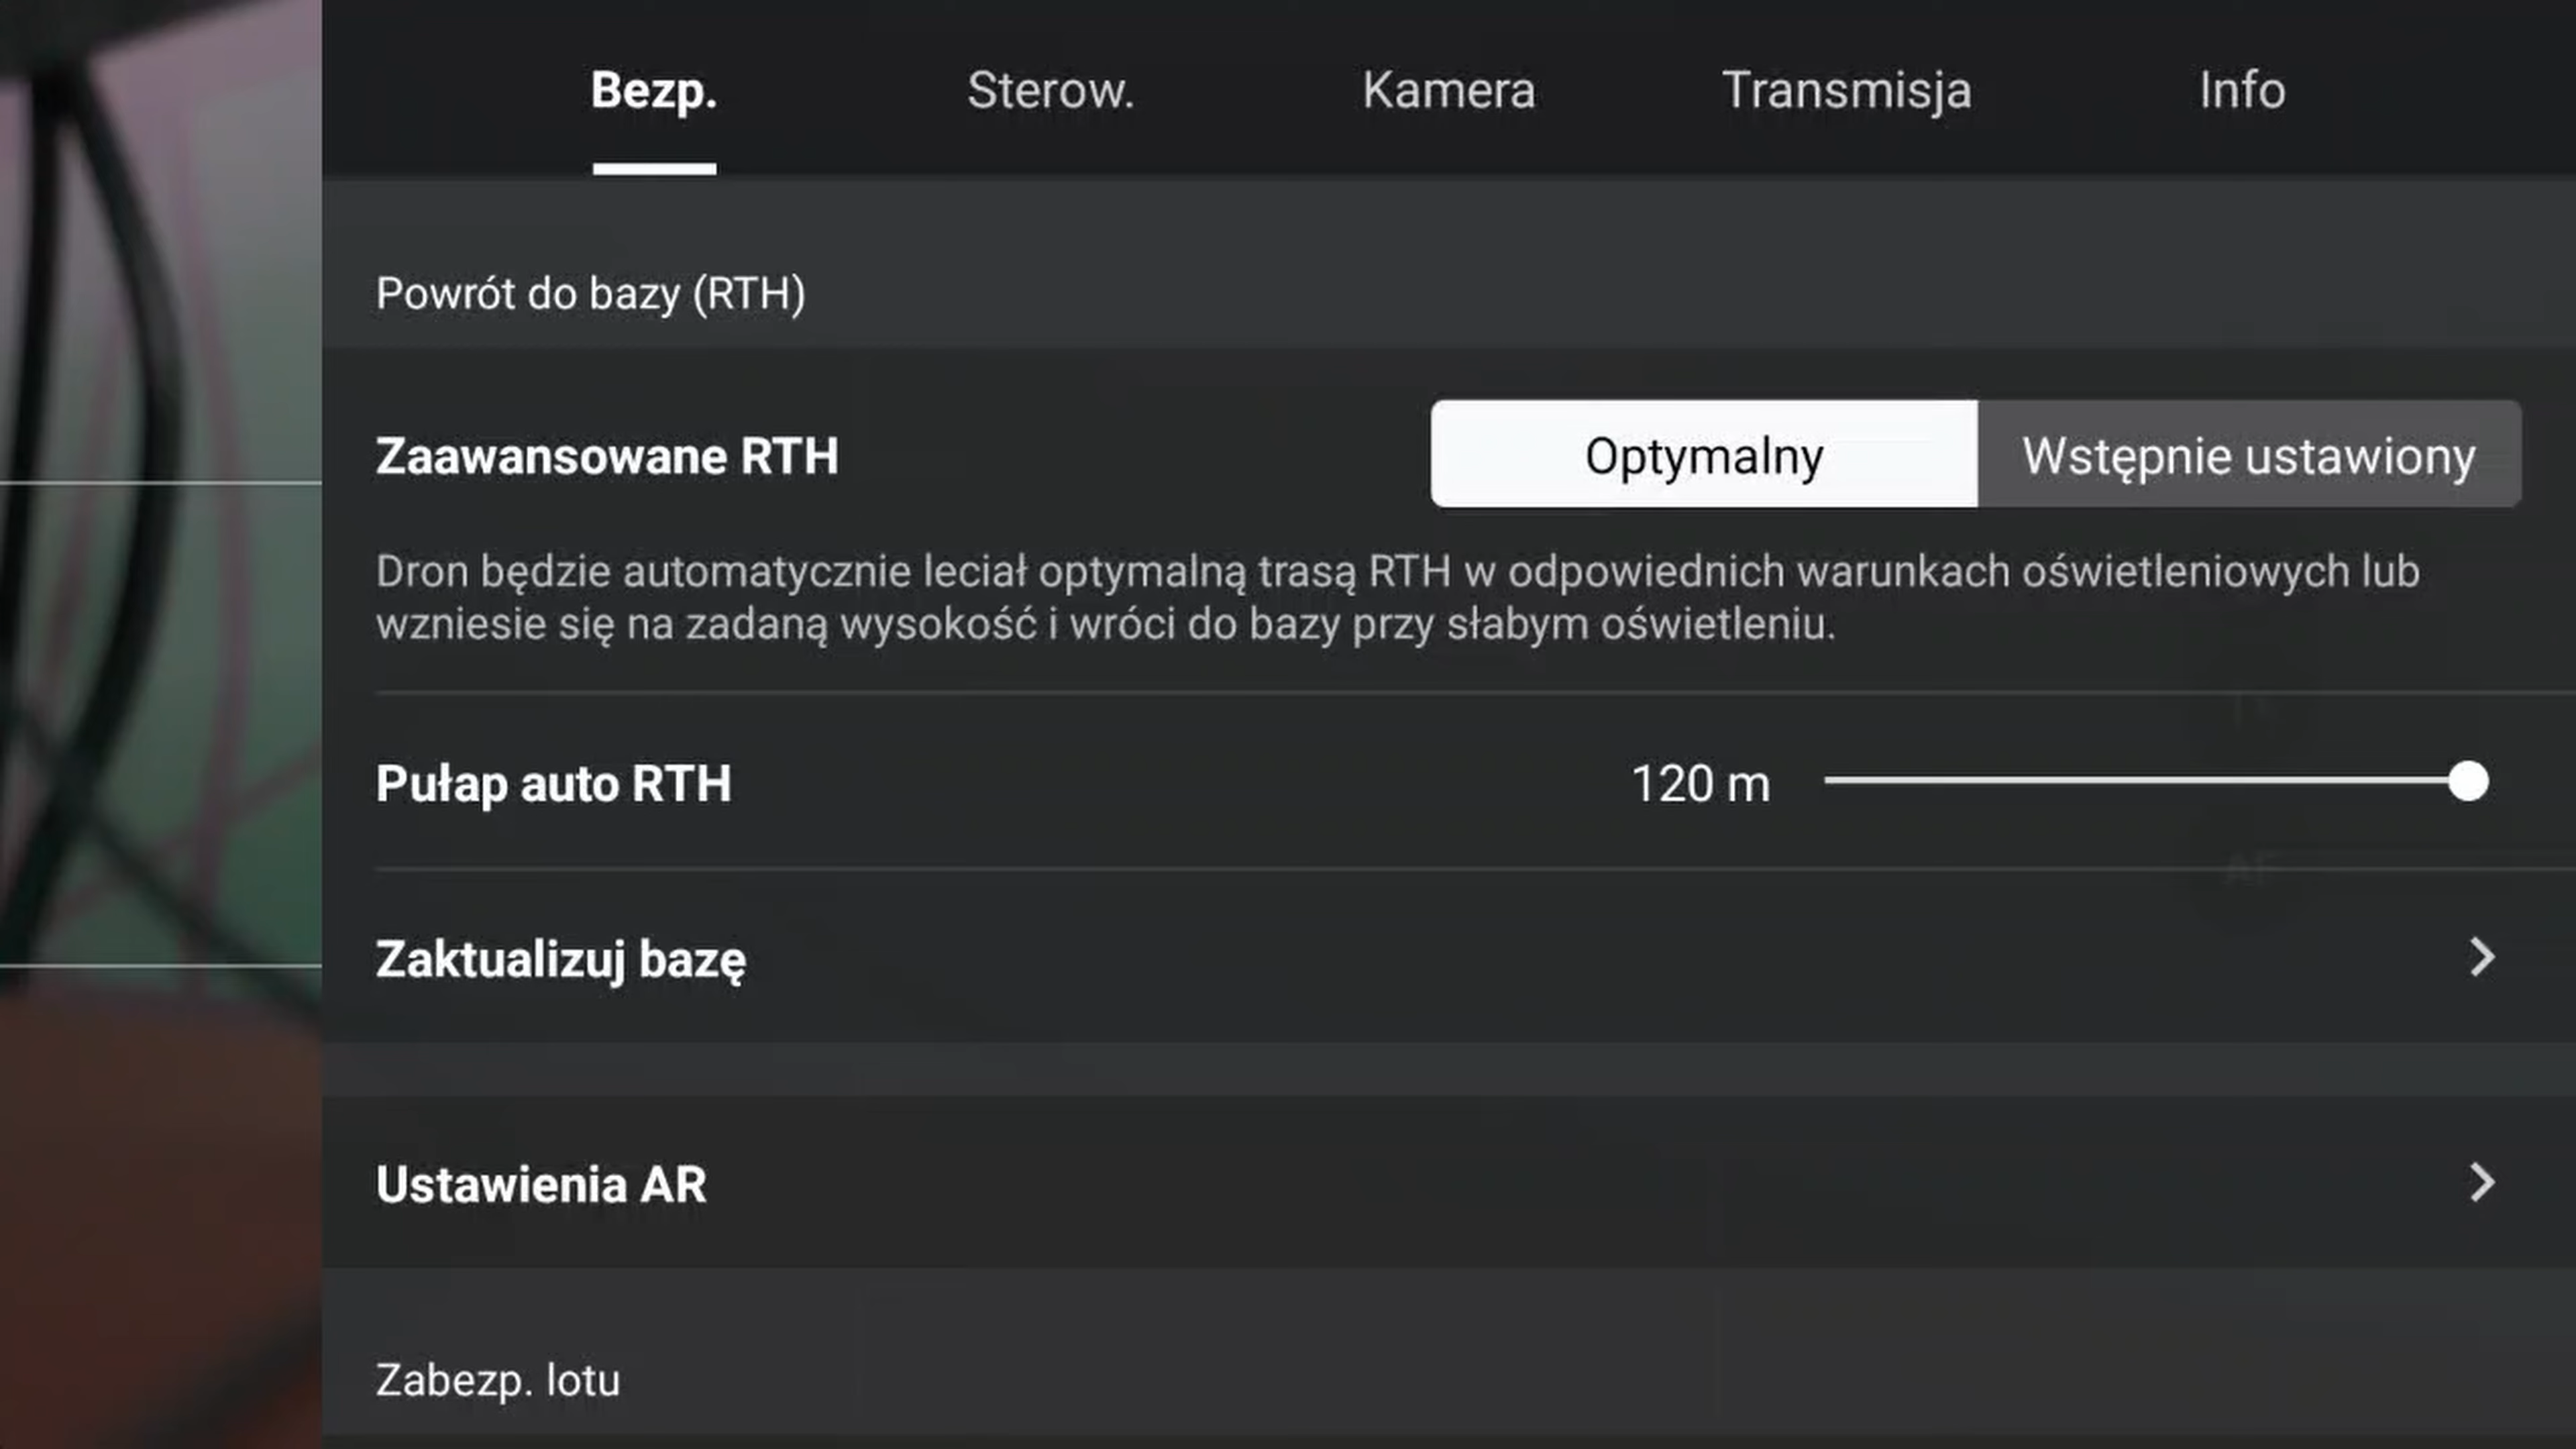 Bezp. Sterow. Kamera Transmisja Info
Powrót do bazy (RTH)
Zaawansowane RTH Optymalny Wstępnie ustawiony
Dron będzie automatycznie leciał optymalną trasą RTH w odpowiednich warunkach oświetleniowych lub
wzniesie się na zadaną wysokość i wróci do bazy przy słabym oświetleniu.
Pułap auto RTH 120 m
Zaktualizuj bazę
Ustawienia AR
Zabezp. lotu